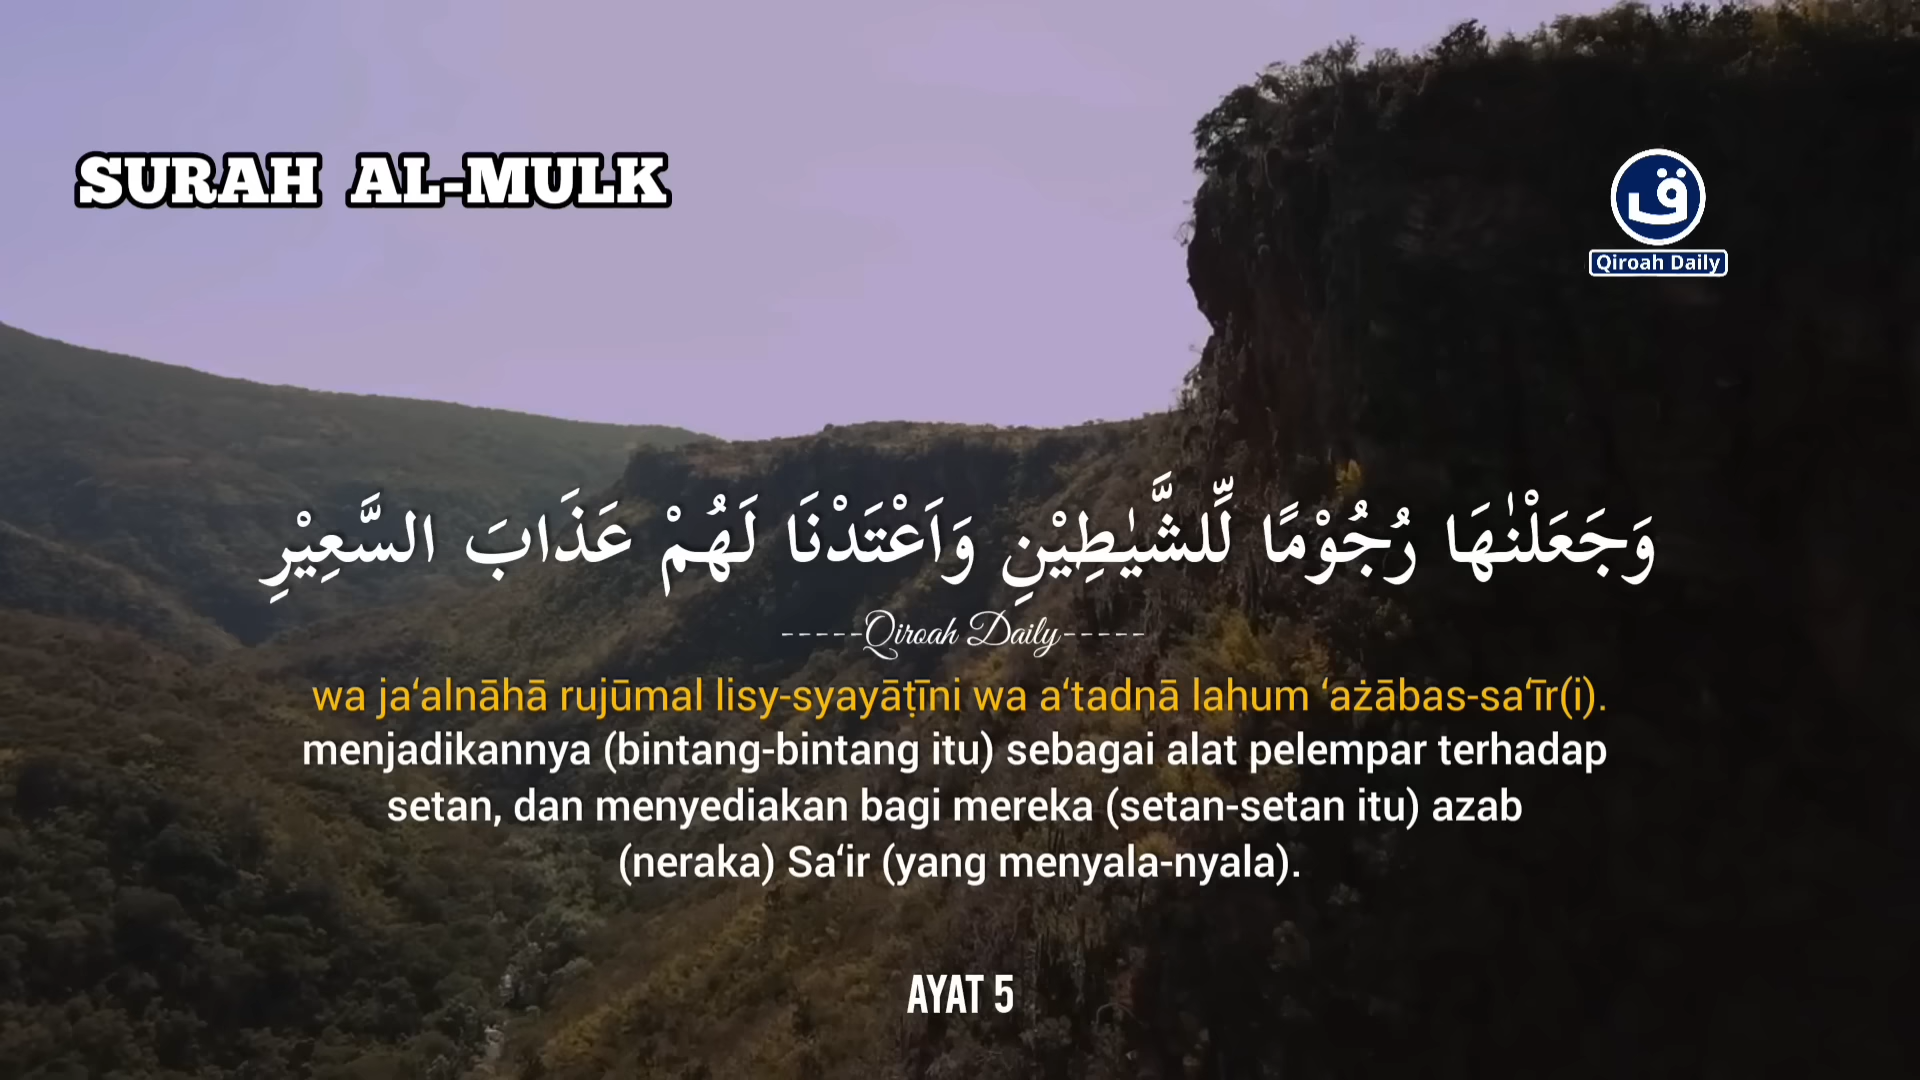 SURAH AL-MULK
ق
Qiroah Daily
وَجَعَلْنٰهَا رُجُوْمًا لِّلشَّيٰطِيْنِ وَاَعْتَدْنَا لَهُمْ عَذَابَ السَّعِيْرِ
-----Qiroah Daily-----
wa ja‘alnāhā rujūmal lisy-syayāṭīni wa a‘tadnā lahum ‘ażābas-sa‘īr(i).
menjadikannya (bintang-bintang itu) sebagai alat pelempar terhadap
setan, dan menyediakan bagi mereka (setan-setan itu) azab
(neraka) Sa‘ir (yang menyala-nyala).
AYAT 5